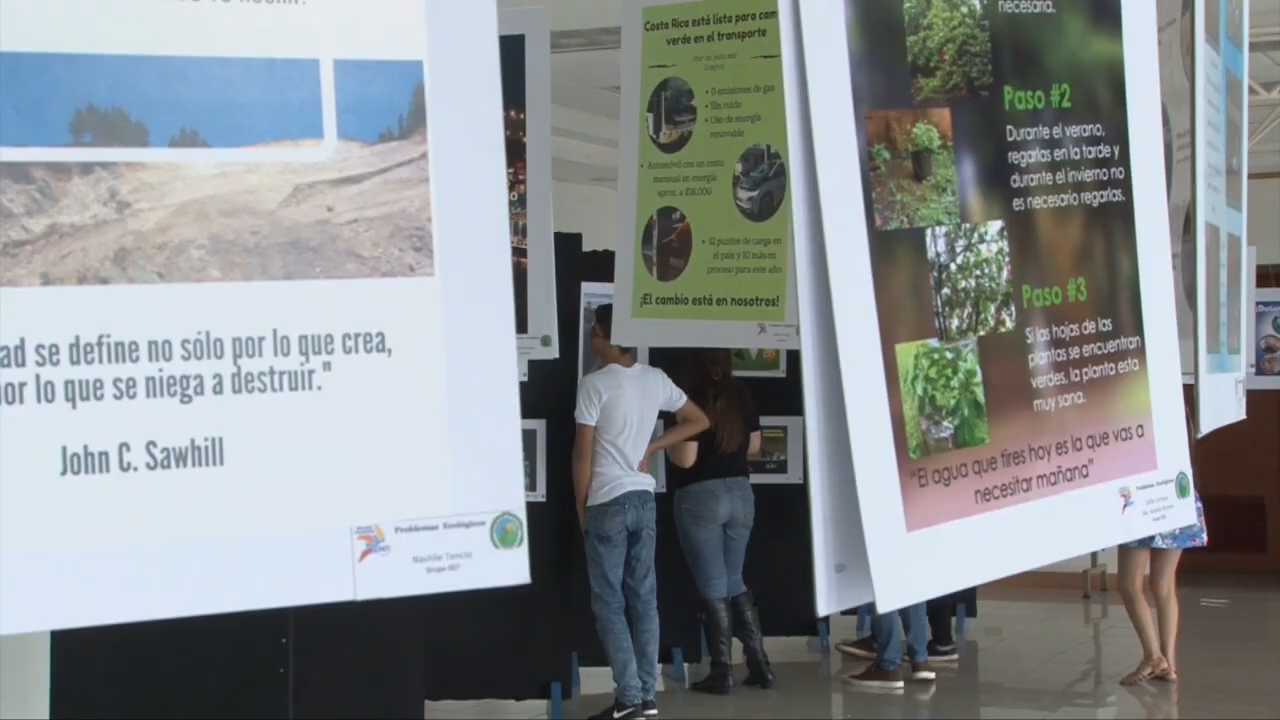 ad se define no sólo por lo que crea,
por lo que se niega a destruir."
John C. Sawhill
Problemas Ecológicos
Grupo
Costa Rica está lista para cam
verde en el transporte
• 0 emisiones de gas
• Sin ruido
• Uso de energía
renovable
• Automóvil con un costo
mensual en energía
aprox. a ₡18.000
• 12 puntos de carga en
el país y 10 más en
proceso para este año
¡El cambio está en nosotros!
necesaria.
Paso #2
Durante el verano,
regarlas en la tarde y
durante el invierno no
es necesario regarlas.
Paso #3
Si las hojas de las
plantas se encuentran
verdes, la planta esta
muy sana.
"El agua que tires hoy es la que vas a
necesitar mañana"
Problemas Ecológicos